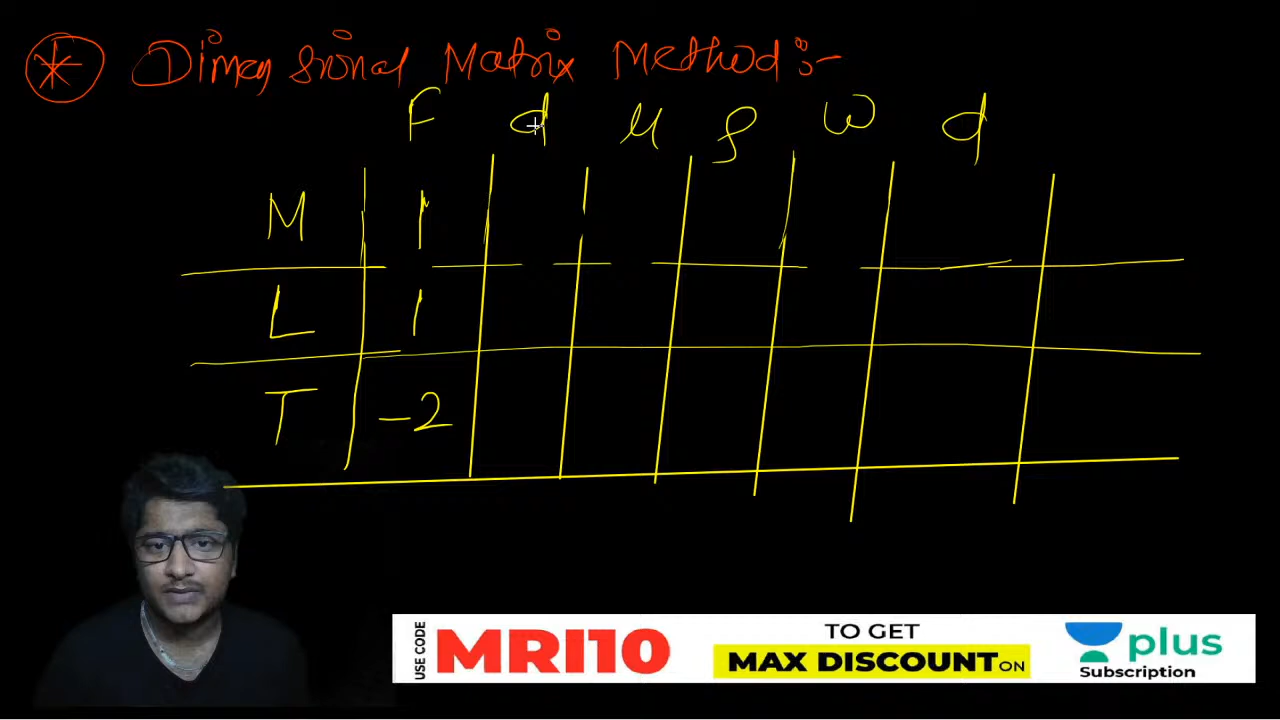 * Dimensional Matrix Method:-
F d μ ρ ω d
M 1
L 1
T -2
USE CODE MRI10 TO GET MAX DISCOUNT ON plus Subscription